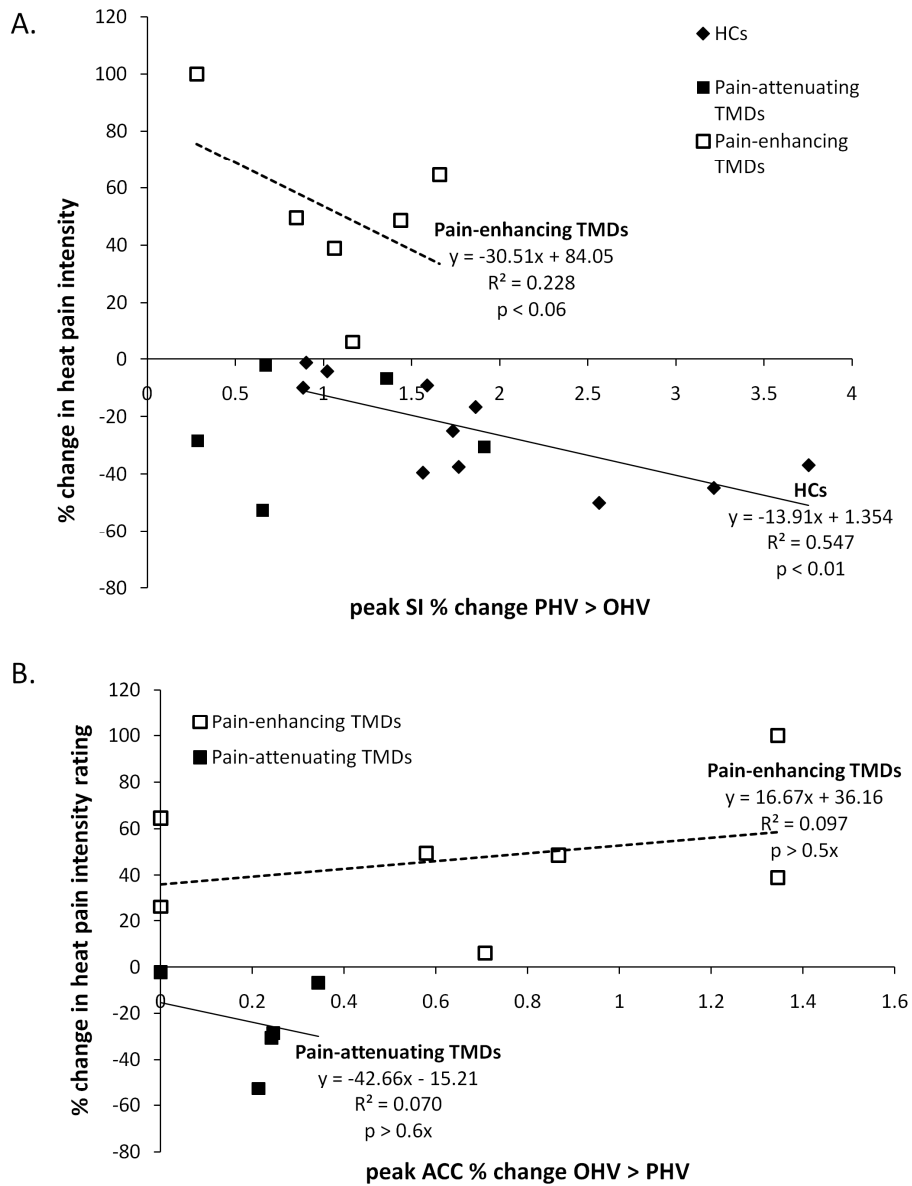 A.
120
100
80
60
40
20
0
-20
-40
-60
-80
% change in heat pain intensity
HCs
Pain-attenuating
TMDs
Pain-enhancing
TMDs
Pain-enhancing TMDs
y = -30.51x + 84.05
R² = 0.228
p < 0.06
0 0.5 1 1.5 2 2.5 3 3.5 4
HCs
y = -13.91x + 1.354
R² = 0.547
p < 0.01
peak SI % change PHV > OHV
B.
120
100
80
60
40
20
0
-20
-40
-60
-80
% change in heat pain intensity rating
Pain-enhancing TMDs
Pain-attenuating TMDs
Pain-enhancing TMDs
y = 16.67x + 36.16
R² = 0.097
p > 0.5x
0 0.2 0.4 0.6 0.8 1 1.2 1.4 1.6
Pain-attenuating TMDs
y = -42.66x - 15.21
R² = 0.070
p > 0.6x
peak ACC % change OHV > PHV